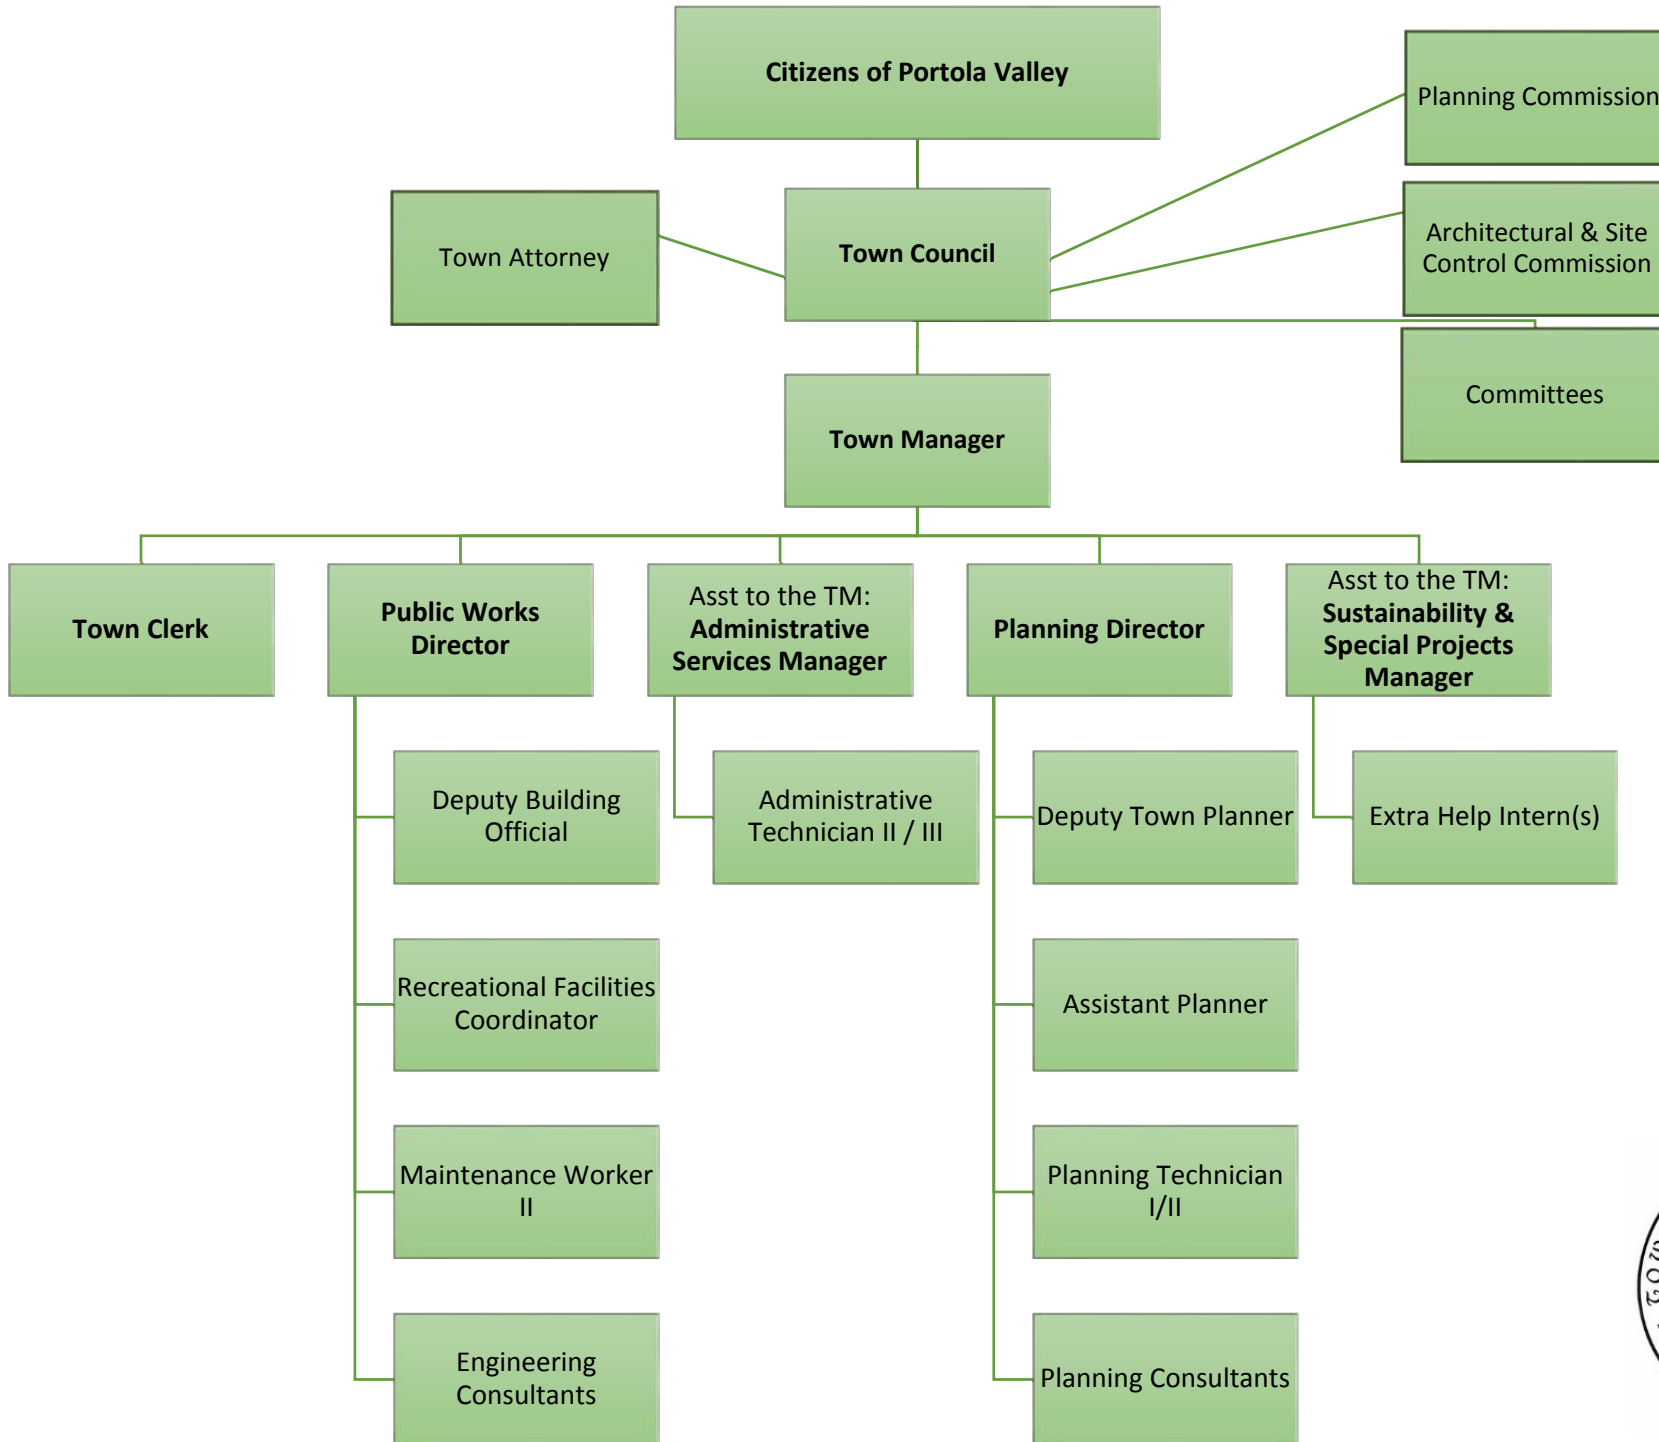 Citizens of Portola Valley
Planning Commission
Town Attorney
Town Council
Architectural & Site
Control Commission
Committees
Town Manager
Town Clerk
Public Works
Director
Asst to the TM:
Administrative
Services Manager
Planning Director
Asst to the TM:
Sustainability &
Special Projects
Manager
Deputy Building
Official
Administrative
Technician II / III
Deputy Town Planner
Extra Help Intern(s)
Recreational Facilities
Coordinator
Assistant Planner
Maintenance Worker
II
Planning Technician
I/II
Engineering
Consultants
Planning Consultants